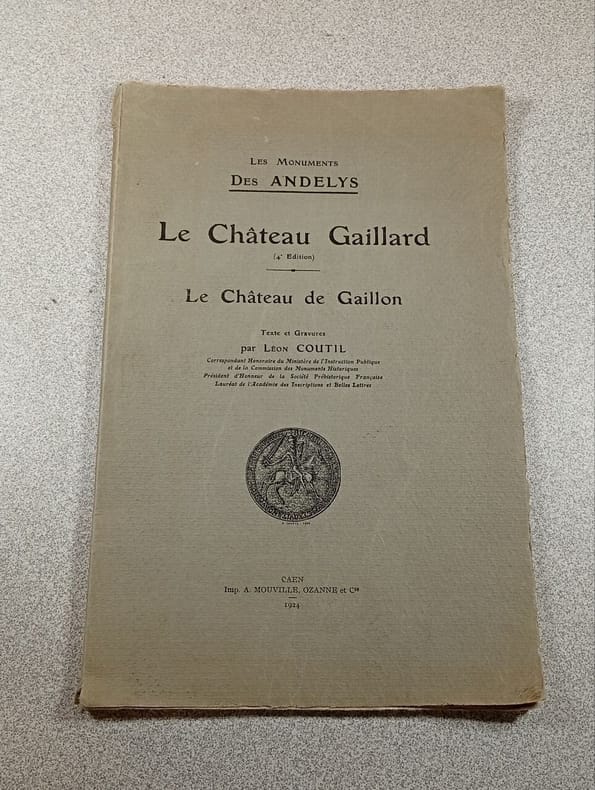 Les Monuments
Des ANDELYS
Le Château Gaillard
(4e Edition)
Le Château de Gaillon
Texte et Gravures
par Léon COUTIL
Correspondant Honoraire du Ministère de l'Instruction Publique
et de la Commission des Monuments Historiques
Président d'Honneur de la Société Préhistorique Française
Lauréat de l'Académie des Inscriptions et Belles Lettres
CAEN
Imp. A. MOUVILLE, OZANNE et Cie
1924